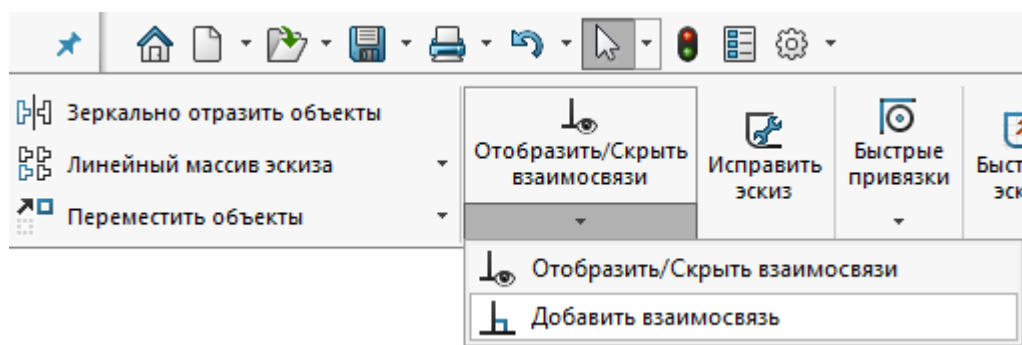 Зеркально отразить объекты
Линейный массив эскиза
Переместить объекты
Отобразить/Скрыть
взаимосвязи
Исправить
эскиз
Быстрые
привязки
Отобразить/Скрыть взаимосвязи
Добавить взаимосвязь